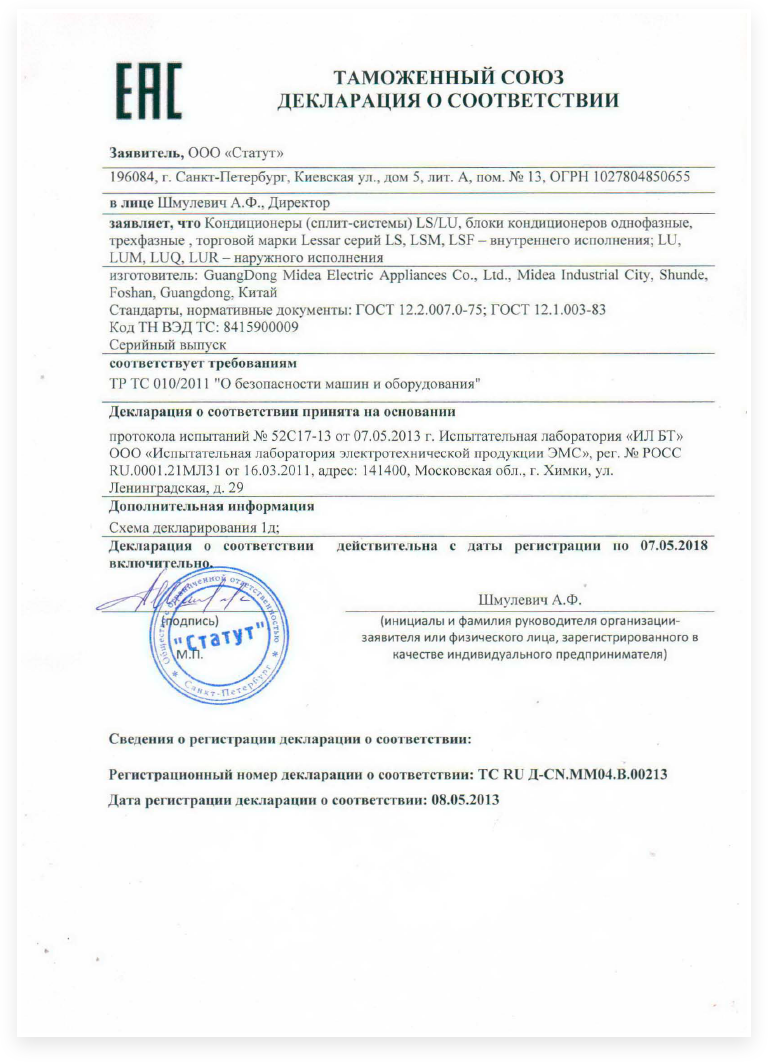 EAC
ТАМОЖЕННЫЙ СОЮЗ
ДЕКЛАРАЦИЯ О СООТВЕТСТВИИ
Заявитель, ООО «Статут»
196084, г. Санкт-Петербург, Киевская ул., дом 5, лит. А, пом. № 13, ОГРН 1027804850655
в лице Шмулевич А.Ф., Директор
заявляет, что Кондиционеры (сплит-системы) LS/LU, блоки кондиционеров однофазные,
трехфазные , торговой марки Lessar серий LS, LSM, LSF – внутреннего исполнения; LU,
LUM, LUQ, LUR – наружного исполнения
изготовитель: GuangDong Midea Electric Appliances Co., Ltd., Midea Industrial City, Shunde,
Foshan, Guangdong, Китай
Стандарты, нормативные документы: ГОСТ 12.2.007.0-75; ГОСТ 12.1.003-83
Код ТН ВЭД ТС: 8415900009
Серийный выпуск
соответствует требованиям
ТР ТС 010/2011 "О безопасности машин и оборудования"
Декларация о соответствии принята на основании
протокола испытаний № 52С17-13 от 07.05.2013 г. Испытательная лаборатория «ИЛ БТ»
ООО «Испытательная лаборатория электротехнической продукции ЭМС», рег. № РОСС
RU.0001.21МЛ31 от 16.03.2011, адрес: 141400, Московская обл., г. Химки, ул.
Ленинградская, д. 29
Дополнительная информация
Схема декларирования 1д;
Декларация о соответствии действительна с даты регистрации по 07.05.2018
включительно.
Шмулевич А.Ф.
(подпись)
М.П.
(инициалы и фамилия руководителя организации-
заявителя или физического лица, зарегистрированного в
качестве индивидуального предпринимателя)
Общество с ограниченной ответственностью
"Статут"
* Санкт-Петербург *
Сведения о регистрации декларации о соответствии:
Регистрационный номер декларации о соответствии: ТС RU Д-CN.ММ04.В.00213
Дата регистрации декларации о соответствии: 08.05.2013